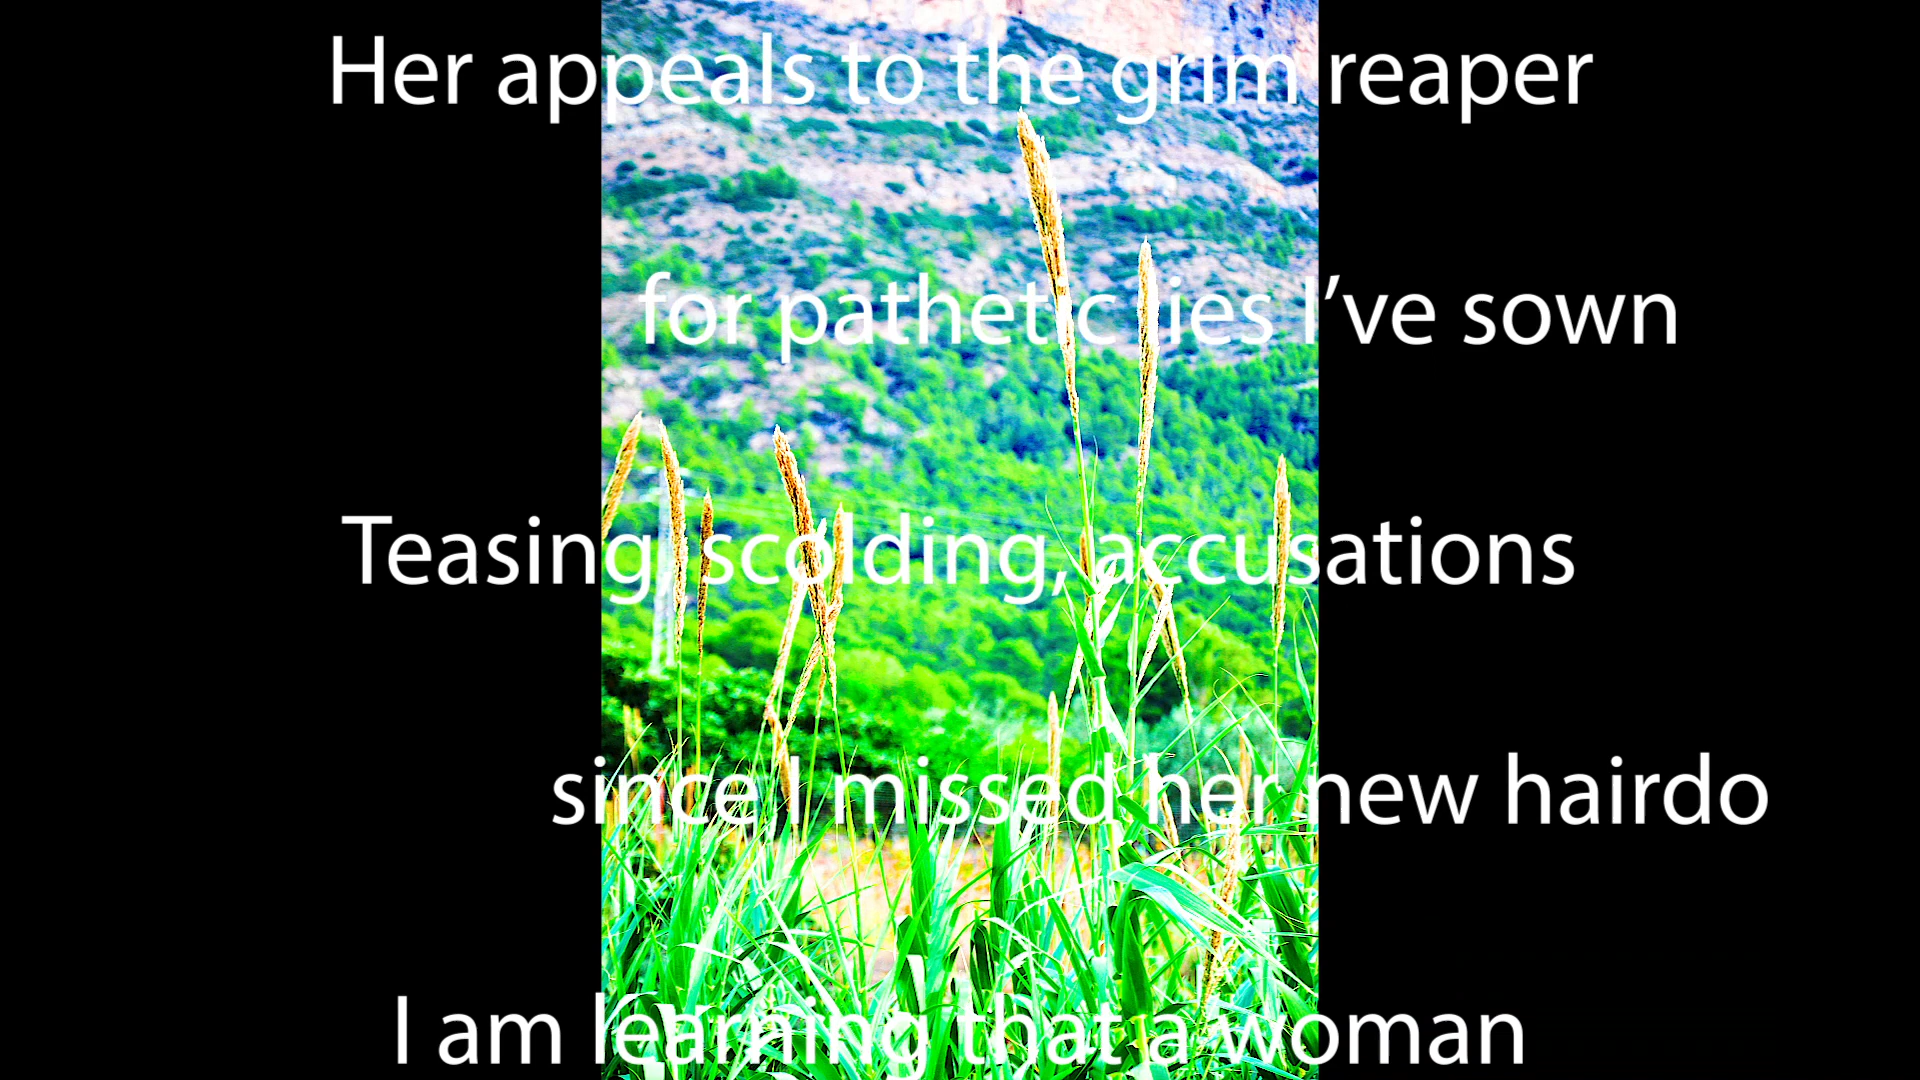 Her appeals to the grim reaper
for pathetic lies I’ve sown
Teasing, scolding, accusations
since I missed her new hairdo
I am learning that a woman